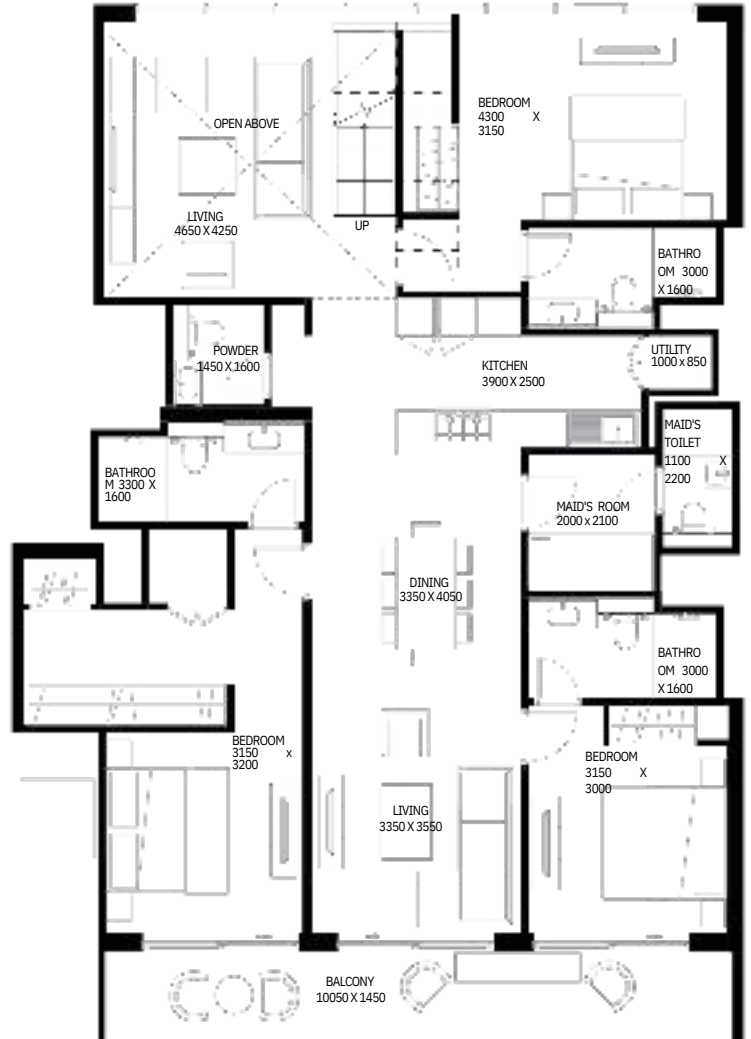 OPEN ABOVE
LIVING
4650 X 4250
UP
BEDROOM
4300 X
3150
BATHRO
OM 3000
X 1600
POWDER
1450 X 1600
KITCHEN
3900 X 2500
UTILITY
1000 x 850
MAID'S
TOILET
1100 X
2200
BATHROO
M 3300 X
1600
MAID'S ROOM
2000 x 2100
DINING
3350 X 4050
BATHRO
OM 3000
X 1600
BEDROOM
3150 x
3200
BEDROOM
3150 X
3000
LIVING
3350 X 3550
BALCONY
10050 X 1450